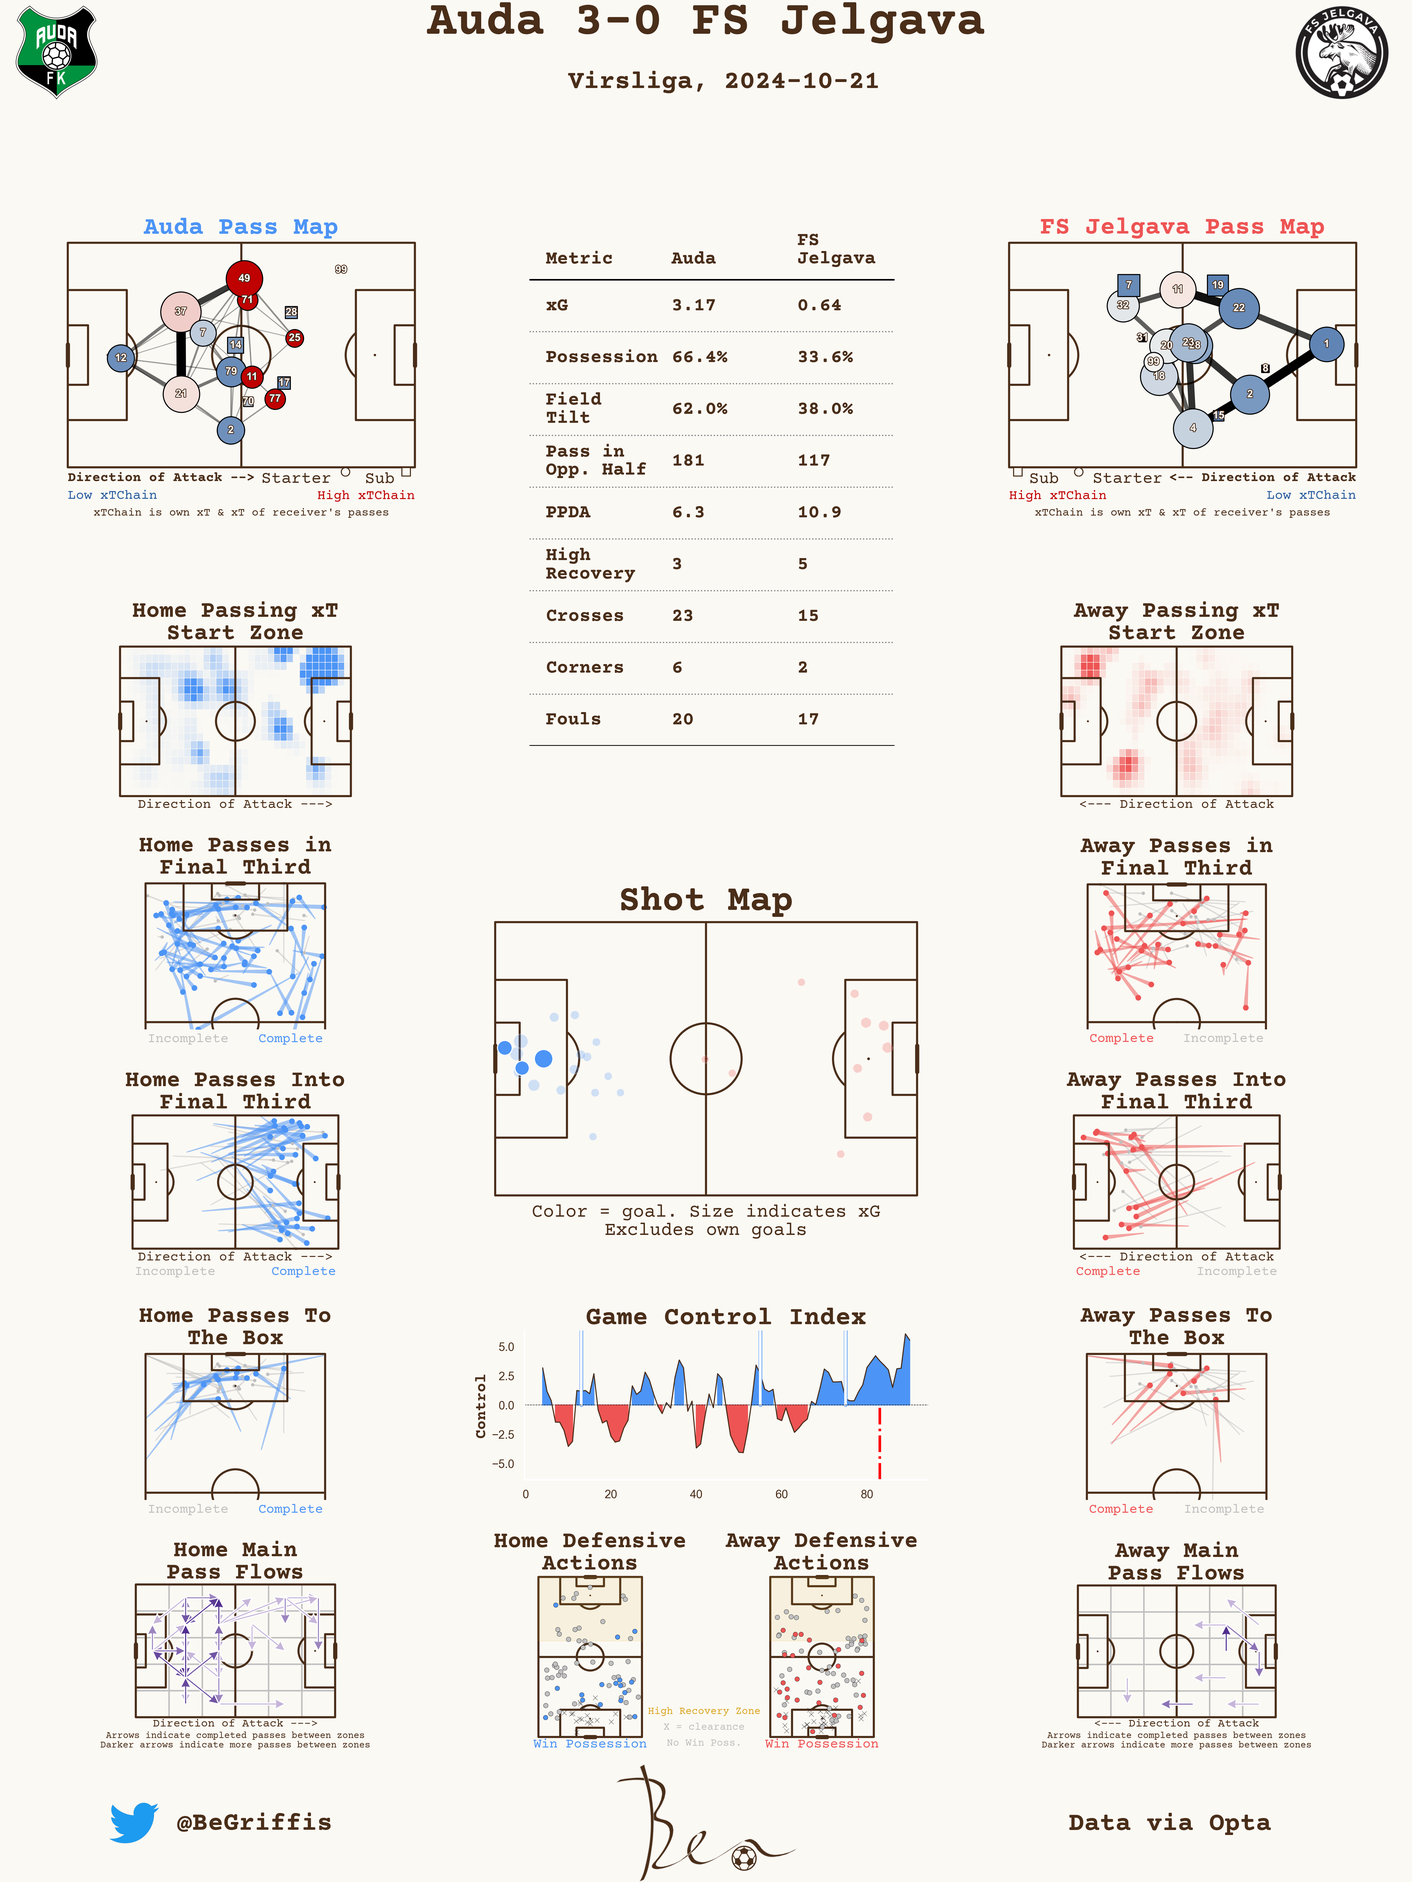 Auda 3-0 FS Jelgava
Virsliga, 2024-10-21
AUDA
FK
FS JELGAVA
Auda Pass Map
49
71
99
37
7
28
25
14
12
79
11
17
21
70
77
2
Direction of Attack --> Starter Sub
Low xTChain High xTChain
xTChain is own xT & xT of receiver's passes
Metric Auda FS Jelgava
xG 3.17 0.64
Possession 66.4% 33.6%
Field Tilt 62.0% 38.0%
Pass in Opp. Half 181 117
PPDA 6.3 10.9
High Recovery 3 5
Crosses 23 15
Corners 6 2
Fouls 20 17
FS Jelgava Pass Map
7
11
19
32
22
31
20
23
1
99
18
8
2
15
4
Sub Starter <-- Direction of Attack
High xTChain Low xTChain
xTChain is own xT & xT of receiver's passes
Home Passing xT
Start Zone
Direction of Attack --->
Away Passing xT
Start Zone
<--- Direction of Attack
Home Passes in
Final Third
Incomplete Complete
Away Passes in
Final Third
Complete Incomplete
Shot Map
Color = goal. Size indicates xG
Excludes own goals
Home Passes Into
Final Third
Direction of Attack --->
Incomplete Complete
Away Passes Into
Final Third
<--- Direction of Attack
Complete Incomplete
Home Passes To
The Box
Incomplete Complete
Game Control Index
Control
5.0
2.5
0.0
−2.5
−5.0
0 20 40 60 80
Away Passes To
The Box
Complete Incomplete
Home Main
Pass Flows
Direction of Attack --->
Arrows indicate completed passes between zones
Darker arrows indicate more passes between zones
Home Defensive
Actions
Win Possession
High Recovery Zone
X = clearance
No Win Poss.
Away Defensive
Actions
Win Possession
Away Main
Pass Flows
<--- Direction of Attack
Arrows indicate completed passes between zones
Darker arrows indicate more passes between zones
@BeGriffis
Ben
Data via Opta